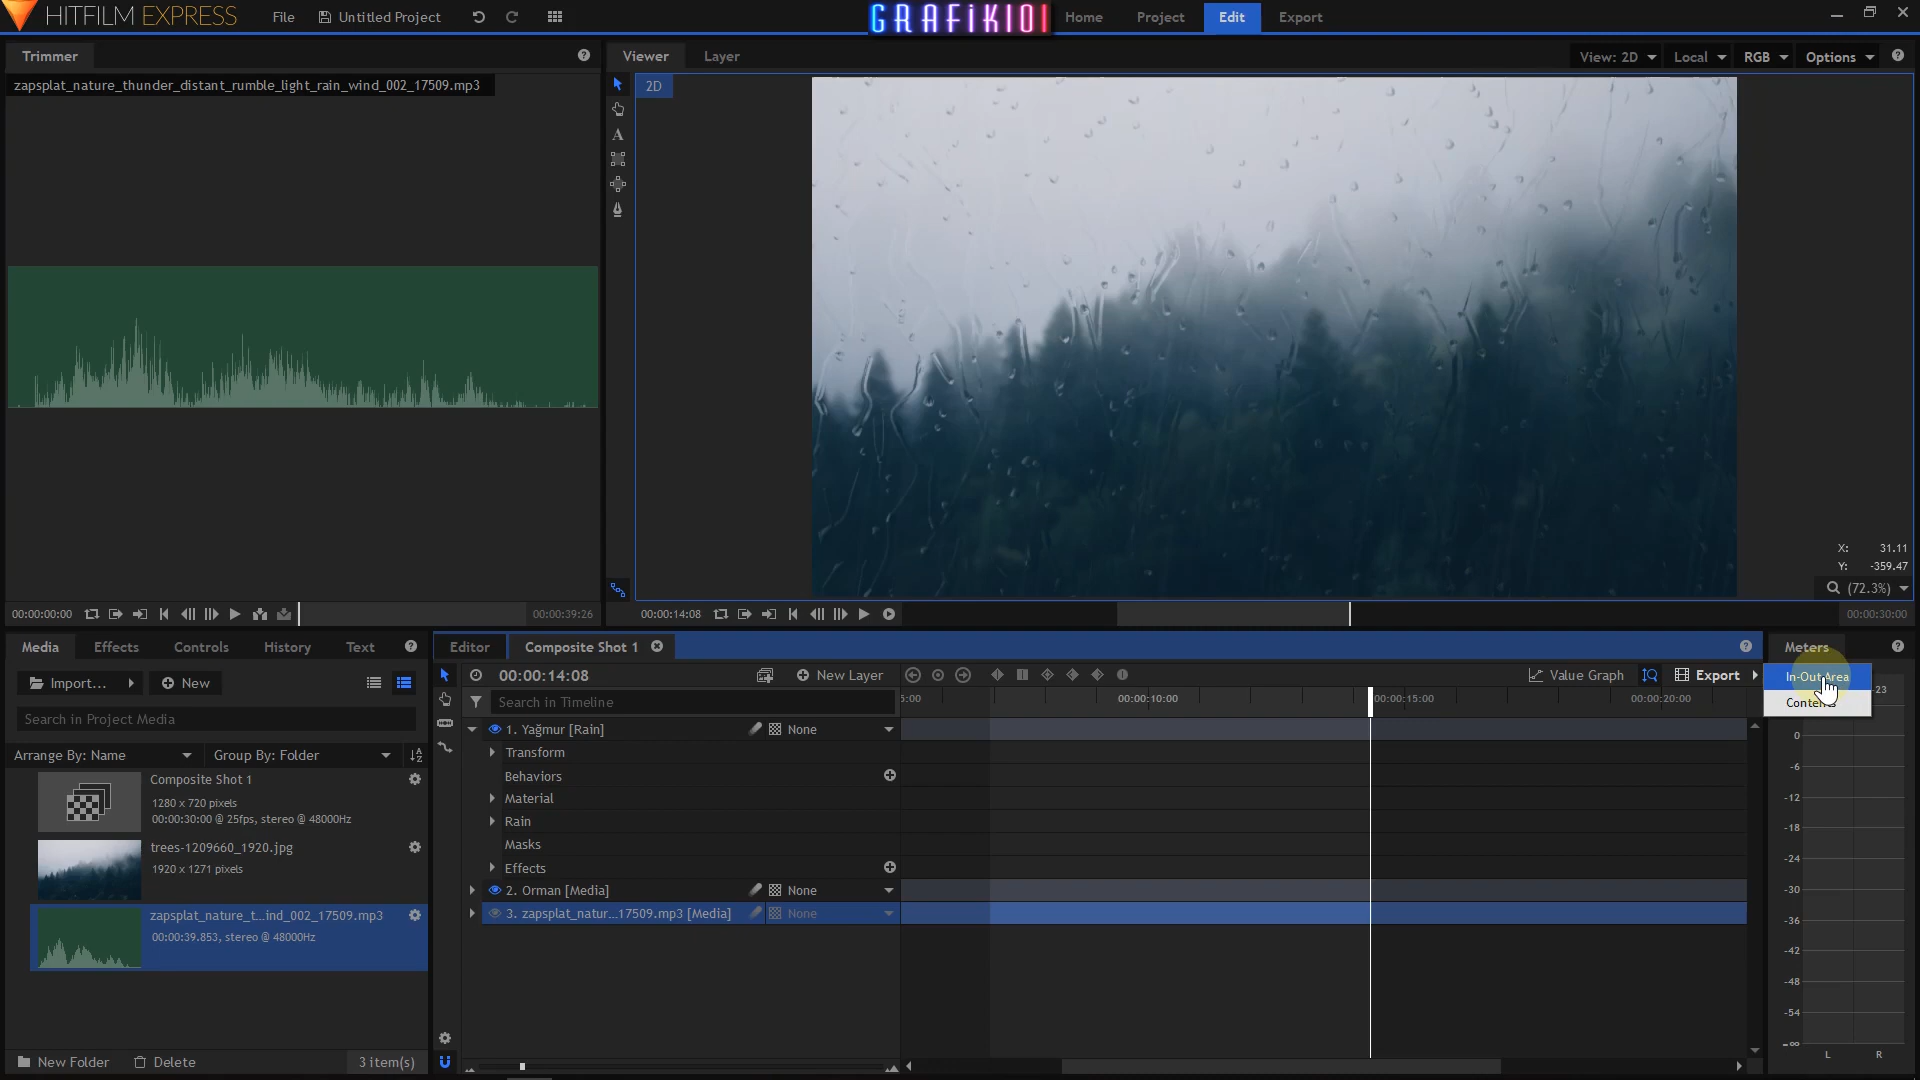 HITFILM EXPRESS
File
Untitled Project
GRAFiK101
Home
Project
Edit
Export
Trimmer
zapsplat_nature_thunder_distant_rumble_light_rain_wind_002_17509.mp3
Viewer
Layer
View: 2D
Local
RGB
Options
2D
A
X: 31.11
Y: -359.47
(72.3%)
00:00:00:00
00:00:39:26
00:00:14:08
00:00:30:00
Media
Effects
Controls
History
Text
Import...
New
Search in Project Media
Arrange By: Name
Group By: Folder
Composite Shot 1
1280 x 720 pixels
00:00:30:00 @ 25fps, stereo @ 48000Hz
trees-1209660_1920.jpg
1920 x 1271 pixels
zapsplat_nature_t...ind_002_17509.mp3
00:00:39.853, stereo @ 48000Hz
New Folder
Delete
3 item(s)
Editor
Composite Shot 1
00:00:14:08
New Layer
Value Graph
Export
Search in Timeline
5:00
00:00:10:00
00:00:15:00
00:00:20:00
1. Yağmur [Rain]
None
Transform
Behaviors
Material
Rain
Masks
Effects
2. Orman [Media]
None
3. zapsplat_natur...17509.mp3 [Media]
None
Meters
In-Out Area
23
0
-6
-12
-18
-24
-30
-36
-42
-48
-54
-∞
L
R